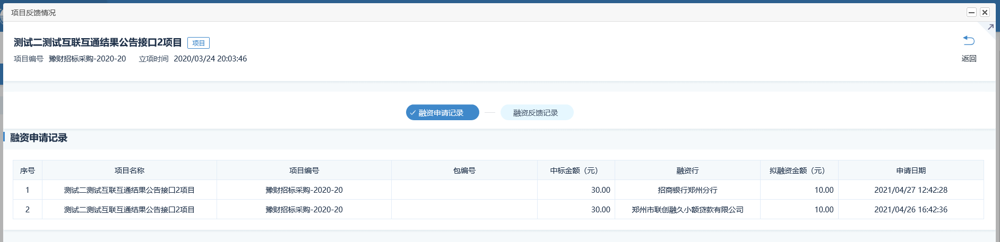 项目反馈情况
测试二测试互联互通结果公告接口2项目 项目
项目编号 豫财招标采购-2020-20 立项时间 2020/03/24 20:03:46
返回
融资申请记录 融资反馈记录
融资申请记录
序号 项目名称 项目编号 包编号 中标金额（元） 融资行 拟融资金额（元） 申请日期
1 测试二测试互联互通结果公告接口2项目 豫财招标采购-2020-20 30.00 招商银行郑州分行 10.00 2021/04/27 12:42:28
2 测试二测试互联互通结果公告接口2项目 豫财招标采购-2020-20 30.00 郑州市联创融久小额贷款有限公司 10.00 2021/04/26 16:42:36